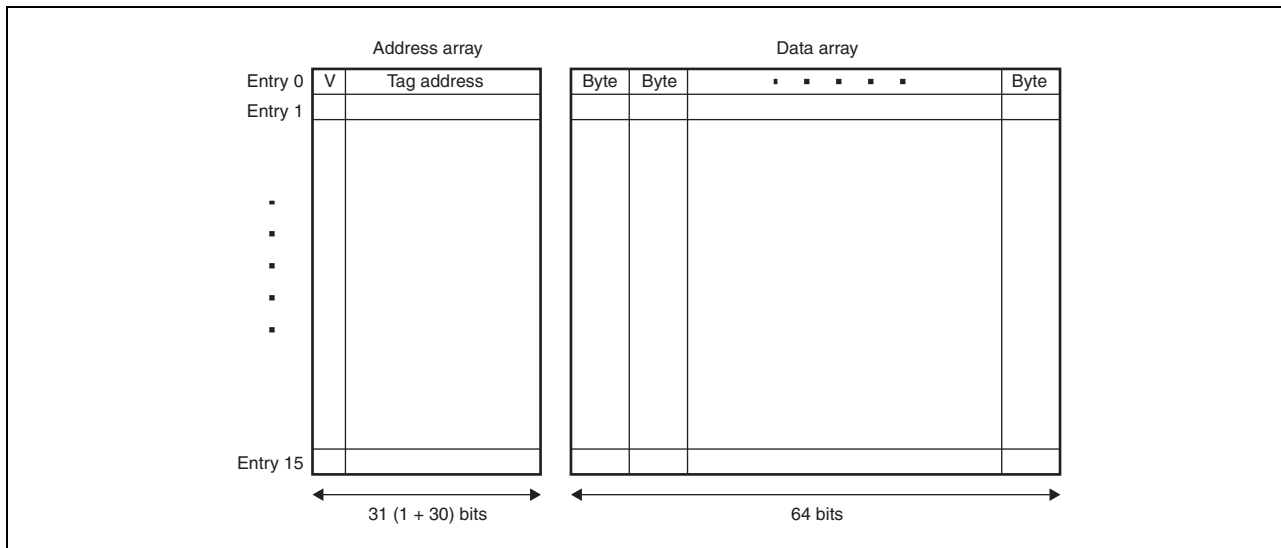 Address array
Data array
Entry 0
V
Tag address
Byte
Byte
Byte
Entry 1
Entry 15
31 (1 + 30) bits
64 bits